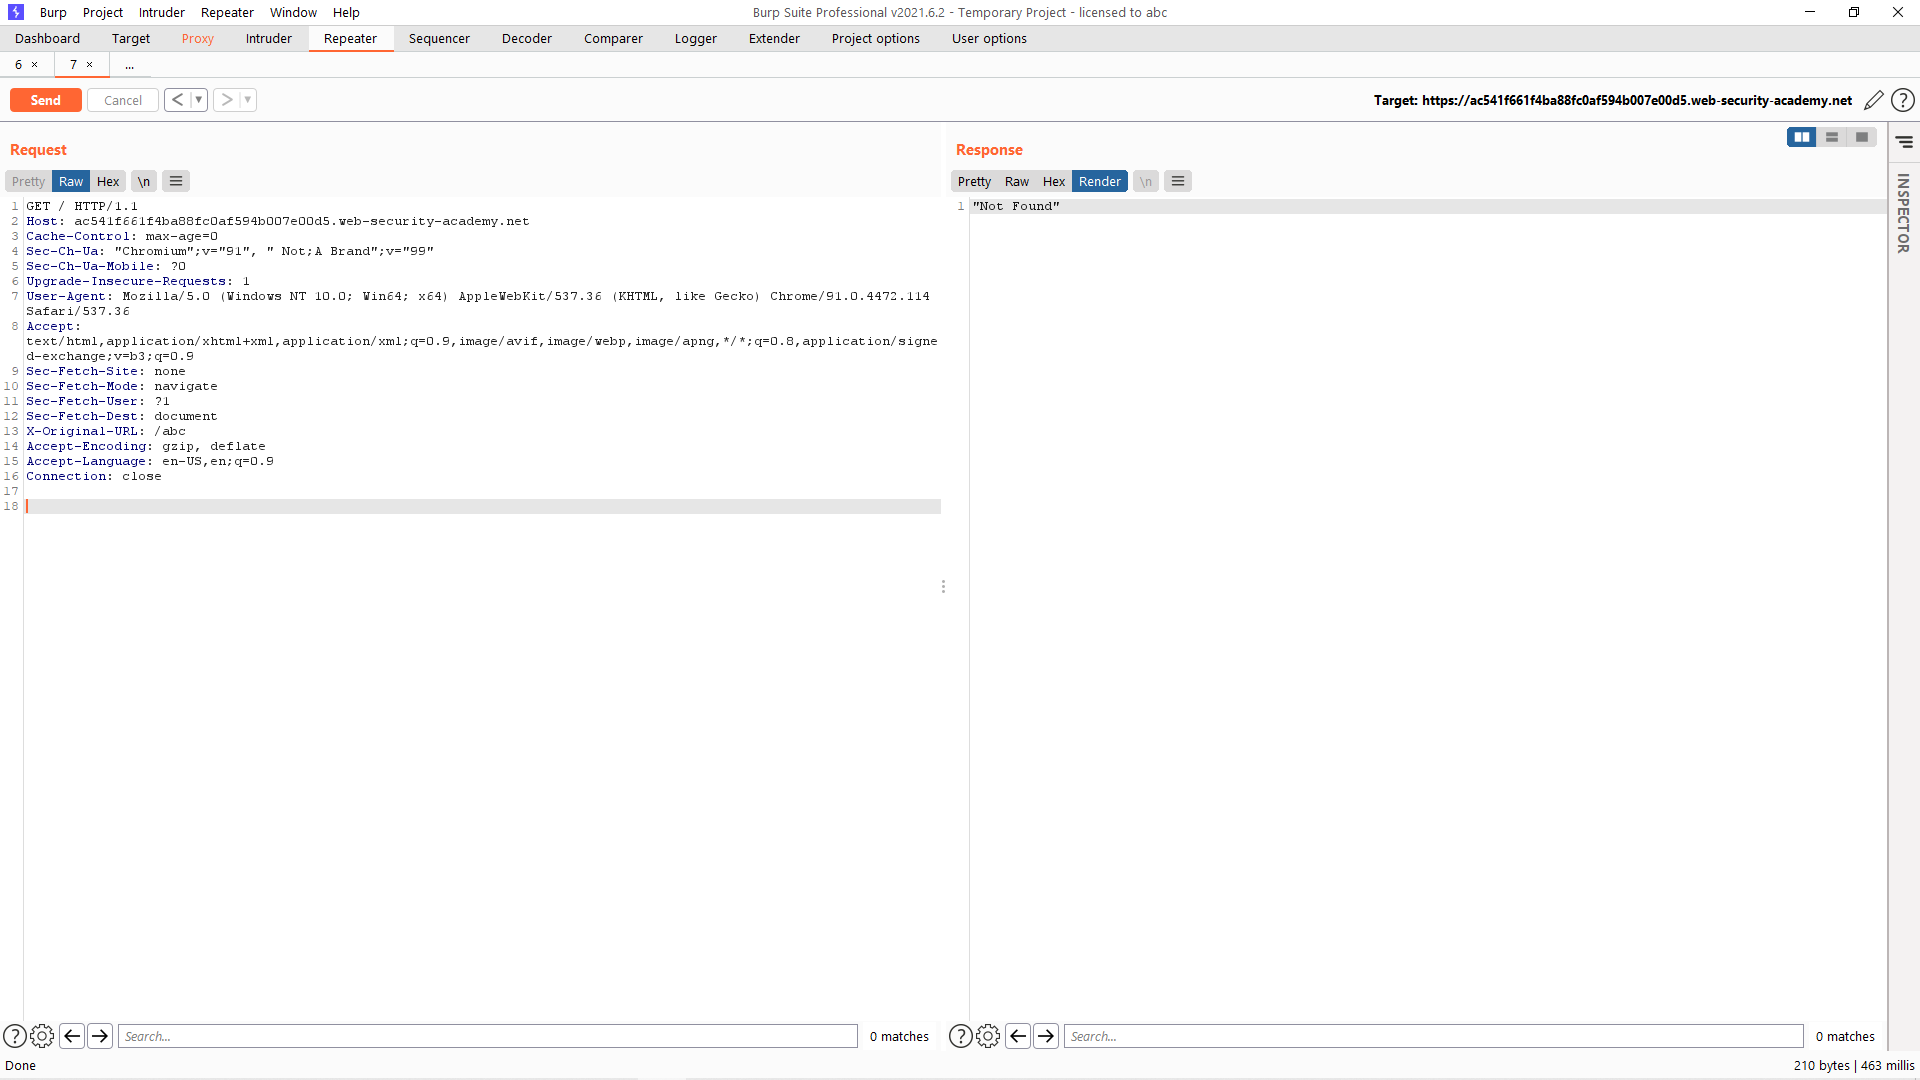 Burp Project Intruder Repeater Window Help
Burp Suite Professional v2021.6.2 - Temporary Project - licensed to abc
Dashboard Target Proxy Intruder Repeater Sequencer Decoder Comparer Logger Extender Project options User options
6 × 7 × ...
Send Cancel < ▼ > ▼
Target: https://ac541f661f4ba88fc0af594b007e00d5.web-security-academy.net
Request
Pretty Raw Hex \n
1 GET / HTTP/1.1
2 Host: ac541f661f4ba88fc0af594b007e00d5.web-security-academy.net
3 Cache-Control: max-age=0
4 Sec-Ch-Ua: "Chromium";v="91", " Not;A Brand";v="99"
5 Sec-Ch-Ua-Mobile: ?0
6 Upgrade-Insecure-Requests: 1
7 User-Agent: Mozilla/5.0 (Windows NT 10.0; Win64; x64) AppleWebKit/537.36 (KHTML, like Gecko) Chrome/91.0.4472.114
Safari/537.36
8 Accept:
text/html,application/xhtml+xml,application/xml;q=0.9,image/avif,image/webp,image/apng,*/*;q=0.8,application/signe
d-exchange;v=b3;q=0.9
9 Sec-Fetch-Site: none
10 Sec-Fetch-Mode: navigate
11 Sec-Fetch-User: ?1
12 Sec-Fetch-Dest: document
13 X-Original-URL: /abc
14 Accept-Encoding: gzip, deflate
15 Accept-Language: en-US,en;q=0.9
16 Connection: close
17
18
Search... 0 matches
Response
Pretty Raw Hex Render \n
1 "Not Found"
Search... 0 matches
INSPECTOR
Done
210 bytes | 463 millis